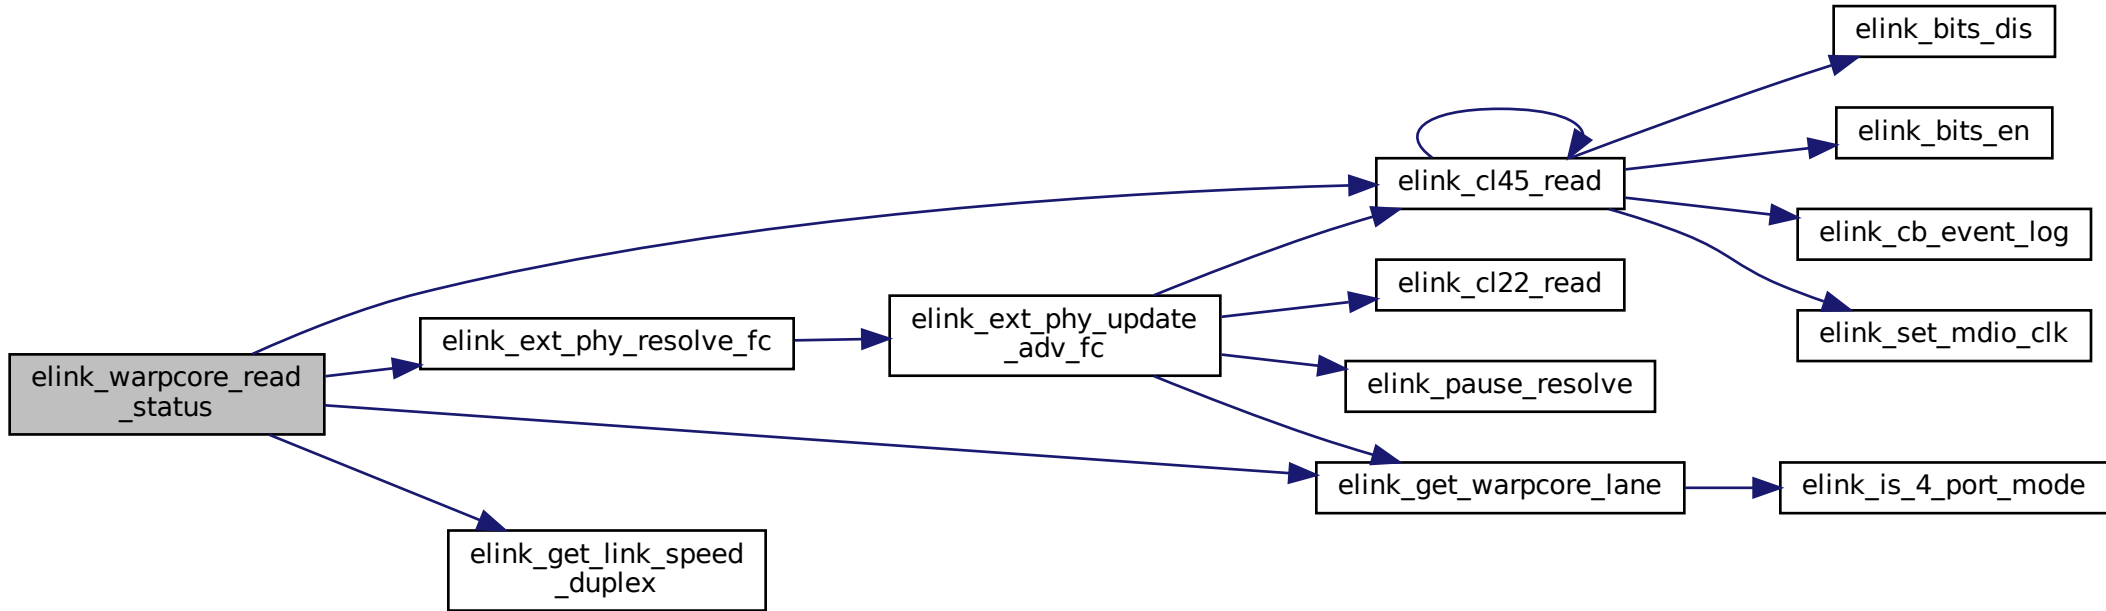 elink_warpcore_read
_status
elink_ext_phy_resolve_fc
elink_get_link_speed
_duplex
elink_ext_phy_update
_adv_fc
elink_cl45_read
elink_cl22_read
elink_pause_resolve
elink_get_warpcore_lane
elink_bits_dis
elink_bits_en
elink_cb_event_log
elink_set_mdio_clk
elink_is_4_port_mode